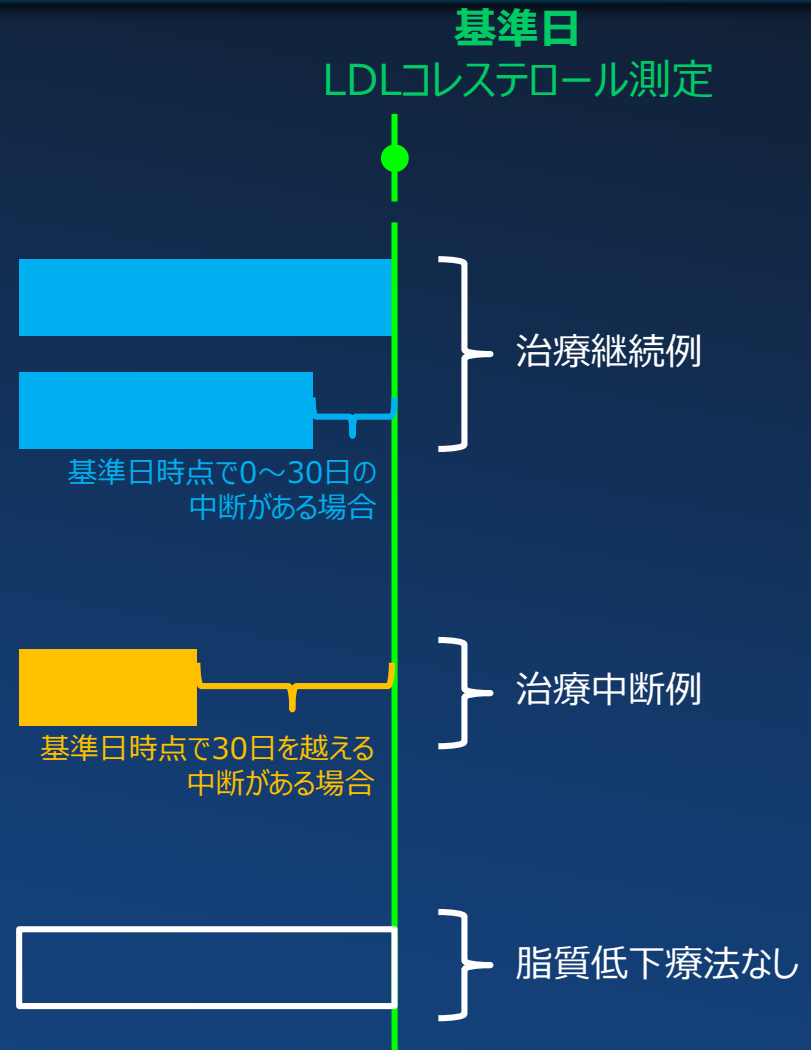 基準日
LDLコレステロール測定
治療継続例
基準日時点で0～30日の
中断がある場合
治療中断例
基準日時点で30日を越える
中断がある場合
脂質低下療法なし